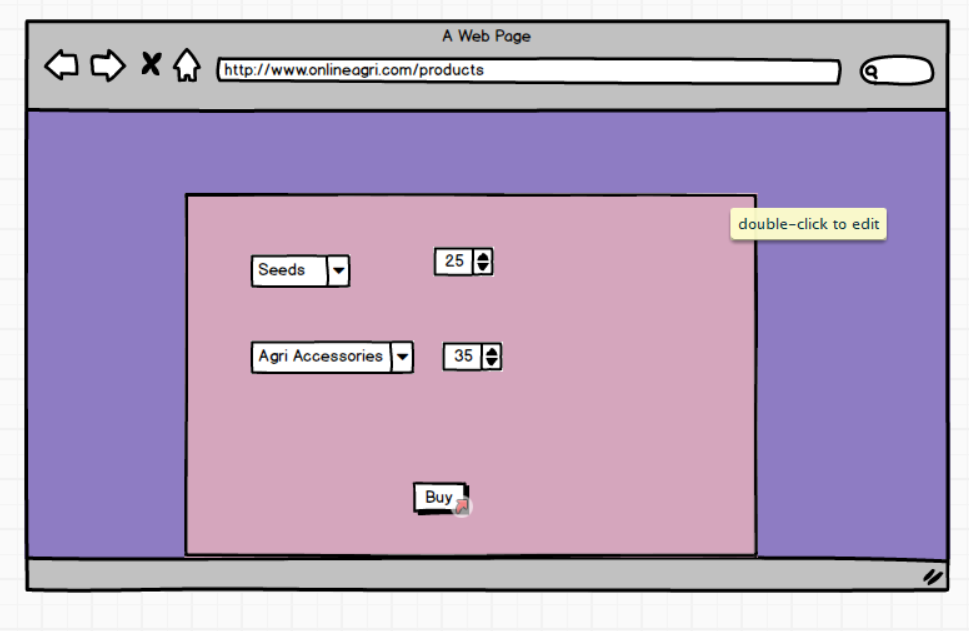 A Web Page
http://www.onlineagri.com/products
double-click to edit
Seeds
25
Agri Accessories
35
Buy